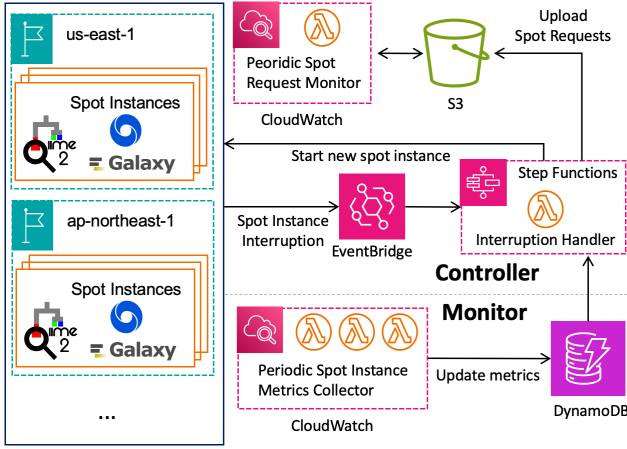 us-east-1
Spot Instances
iime
2
Galaxy
ap-northeast-1
Spot Instances
iime
2
Galaxy
...
Peoridic Spot
Request Monitor
CloudWatch
S3
Upload
Spot Requests
Start new spot instance
Spot Instance
Interruption
EventBridge
Step Functions
Interruption Handler
Controller
Monitor
Periodic Spot Instance
Metrics Collector
CloudWatch
Update metrics
DynamoDB